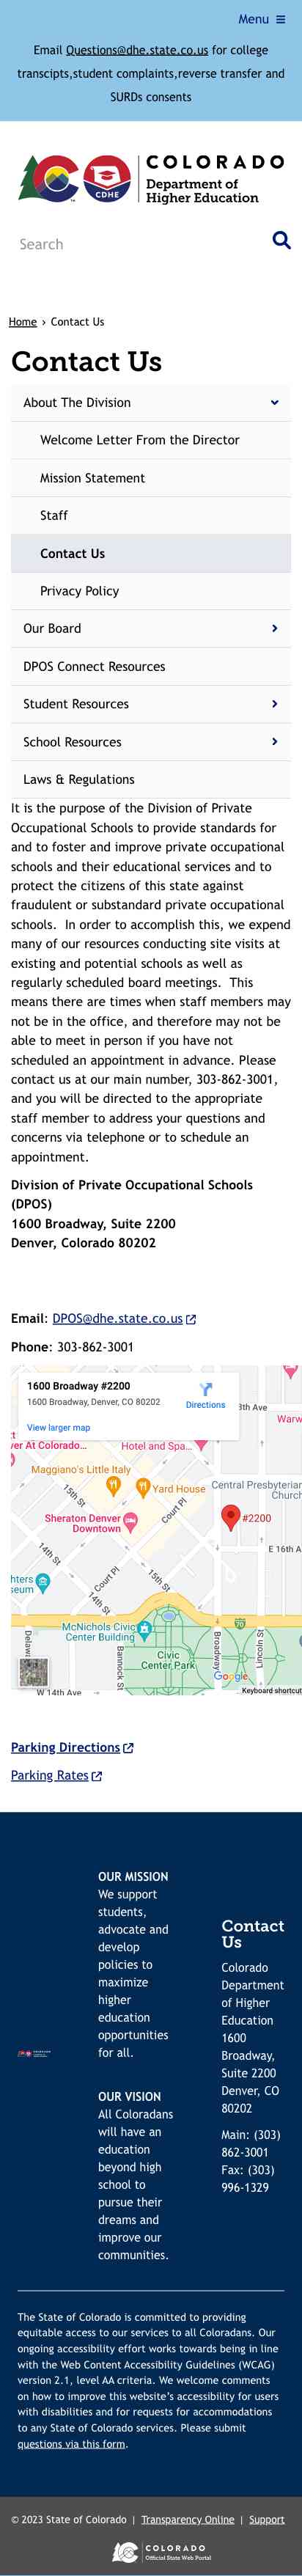 Menu
Email Questions@dhe.state.co.us for college
transcipts,student complaints,reverse transfer and
SURDs consents
CDHE
COLORADO
Department of
Higher Education
Search
Home › Contact Us
Contact Us
About The Division
Welcome Letter From the Director
Mission Statement
Staff
Contact Us
Privacy Policy
Our Board
DPOS Connect Resources
Student Resources
School Resources
Laws & Regulations
It is the purpose of the Division of Private
Occupational Schools to provide standards for
and to foster and improve private occupational
schools and their educational services and to
protect the citizens of this state against
fraudulent or substandard private occupational
schools.  In order to accomplish this, we expend
many of our resources conducting site visits at
existing and potential schools as well as
regularly scheduled board meetings.  This
means there are times when staff members may
not be in the office, and therefore may not be
able to meet in person if you have not
scheduled an appointment in advance. Please
contact us at our main number, 303-862-3001,
and you will be directed to the appropriate
staff member to address your questions and
concerns via telephone or to schedule an
appointment.
Division of Private Occupational Schools
(DPOS)
1600 Broadway, Suite 2200
Denver, Colorado 80202
Email: DPOS@dhe.state.co.us
Phone: 303-862-3001
1600 Broadway #2200
1600 Broadway, Denver, CO 80202
Directions
View larger map
8th Ave
Warw
ver At Colorado...
Hotel and Spa...
Maggiano's Little Italy
Yard House
Central Presbyterian
Church
15th St
Court Pl
Sheraton Denver
Downtown
#2200
14th St
E 16th A
Court Pl
15th St
hters
seum
14th St
McNichols Civic
Center Building
Civic
Center Park
Delaw
Bannock St
Broadway
Lincoln St
Google
W 14th Ave
Keyboard shortcut
Parking Directions
Parking Rates
OUR MISSION
We support
students,
advocate and
develop
policies to
maximize
higher
education
opportunities
for all.
OUR VISION
All Coloradans
will have an
education
beyond high
school to
pursue their
dreams and
improve our
communities.
Contact
Us
Colorado
Department
of Higher
Education
1600
Broadway,
Suite 2200
Denver, CO
80202
Main: (303)
862-3001
Fax: (303)
996-1329
The State of Colorado is committed to providing
equitable access to our services to all Coloradans. Our
ongoing accessibility effort works towards being in line
with the Web Content Accessibility Guidelines (WCAG)
version 2.1, level AA criteria. We welcome comments
on how to improve this website’s accessibility for users
with disabilities and for requests for accommodations
to any State of Colorado services. Please submit
questions via this form.
© 2023 State of Colorado | Transparency Online | Support
COLORADO
Official State Web Portal